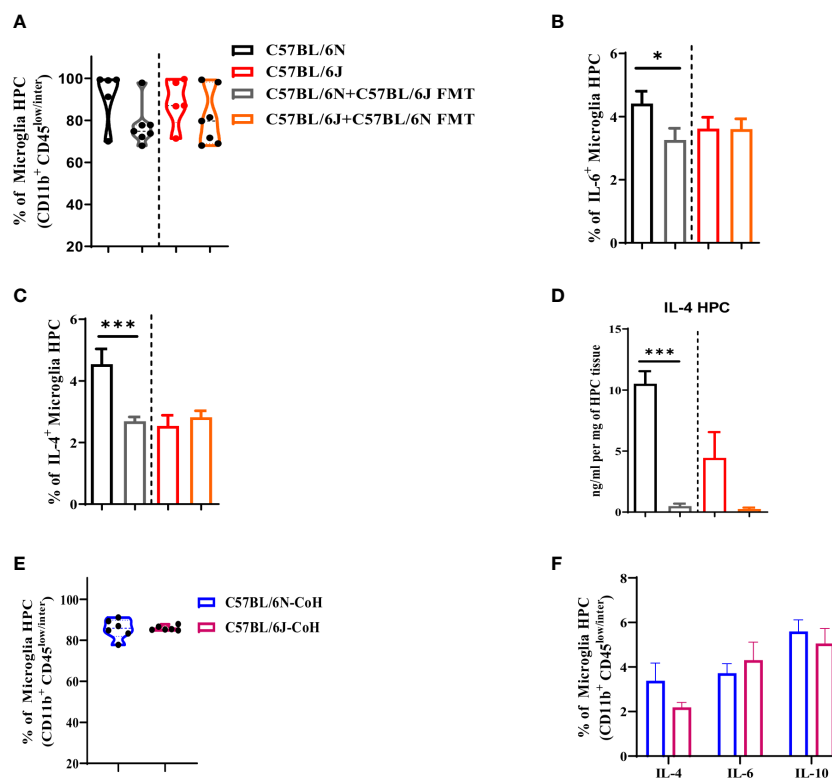 A
% of Microglia HPC
(CD11b+ CD45low/inter)
100
80
60
40
20
C57BL/6N
C57BL/6J
C57BL/6N+C57BL/6J FMT
C57BL/6J+C57BL/6N FMT
B
% of IL-6+ Microglia HPC
6
4
2
0
*
C
% of IL-4+ Microglia HPC
6
4
2
0
***
D
IL-4 HPC
ng/ml per mg of HPC tissue
15
10
5
0
***
E
% of Microglia HPC
(CD11b+ CD45low/inter)
100
80
60
40
20
C57BL/6N-CoH
C57BL/6J-CoH
F
% of Microglia HPC
(CD11b+ CD45low/inter)
8
6
4
2
0
IL-4 IL-6 IL-10